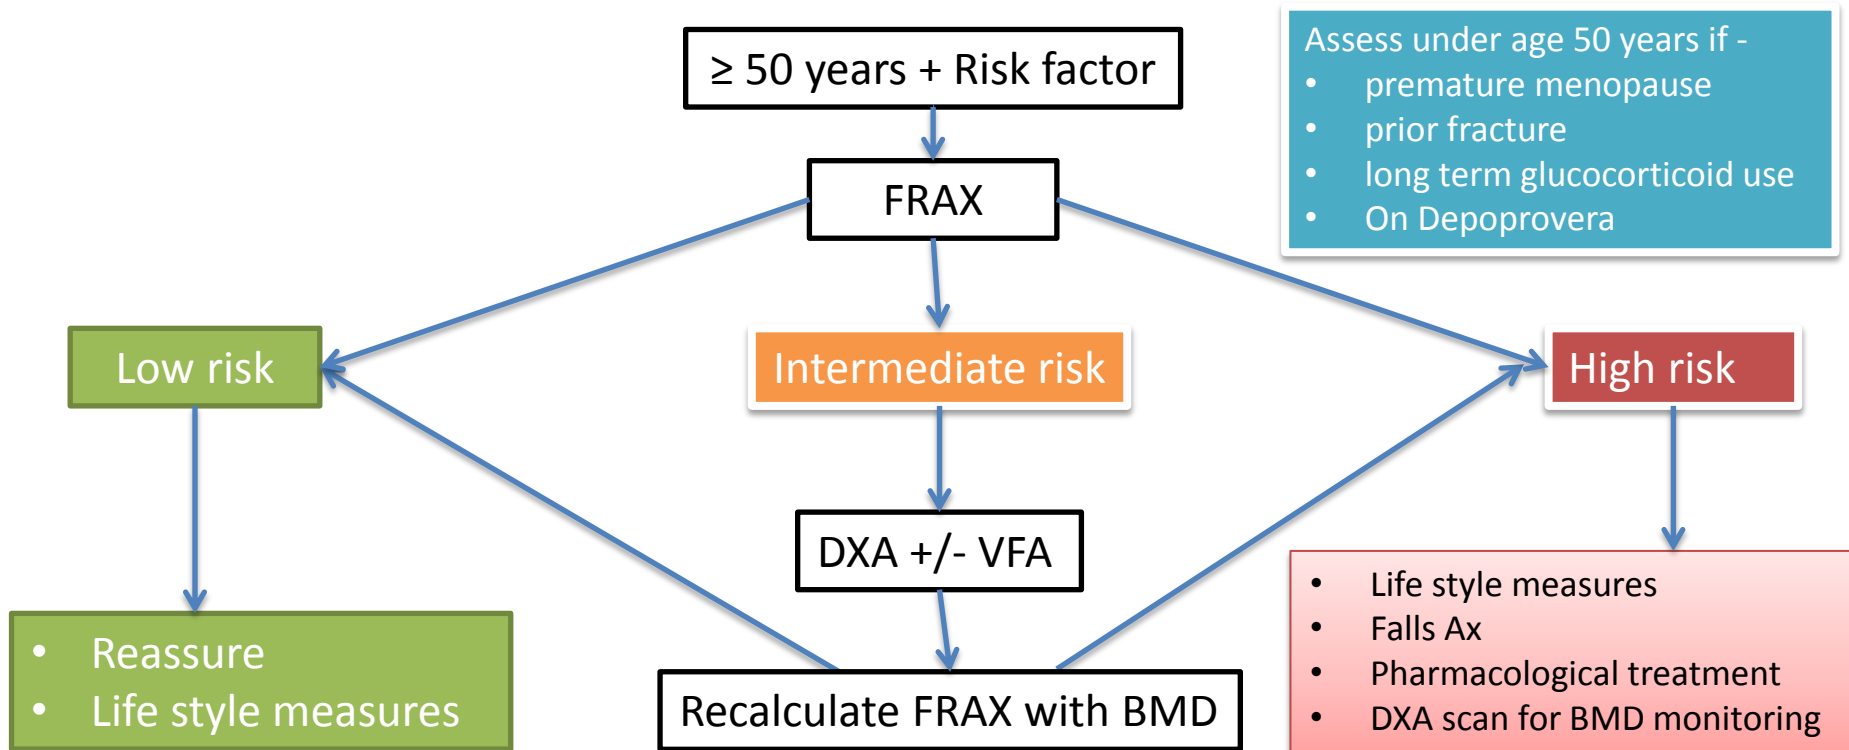 ≥ 50 years + Risk factor
Assess under age 50 years if -
• premature menopause
• prior fracture
• long term glucocorticoid use
• On Depoprovera
FRAX
Low risk
Intermediate risk
High risk
DXA +/- VFA
• Reassure
• Life style measures
Recalculate FRAX with BMD
• Life style measures
• Falls Ax
• Pharmacological treatment
• DXA scan for BMD monitoring